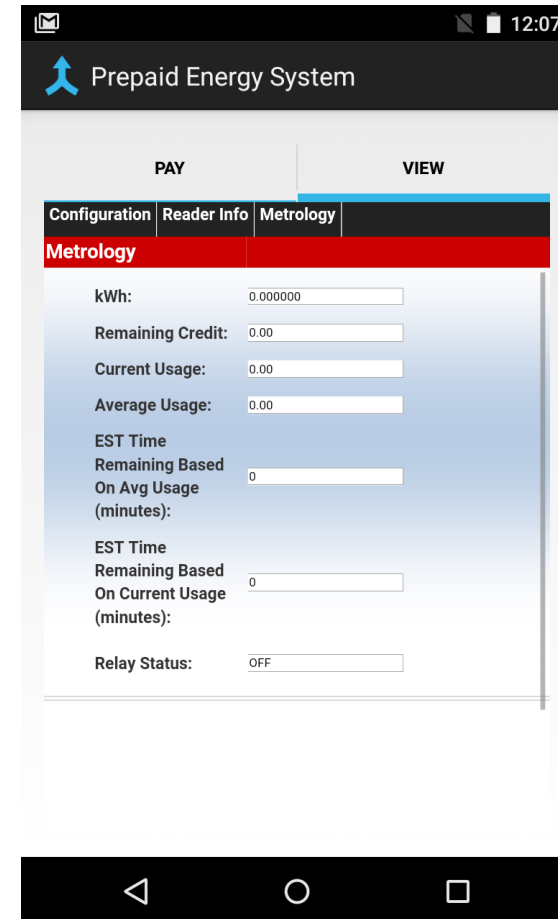 12:07
Prepaid Energy System
PAY VIEW
Configuration Reader Info Metrology
Metrology
kWh: 0.000000
Remaining Credit: 0.00
Current Usage: 0.00
Average Usage: 0.00
EST Time
Remaining Based
On Avg Usage
(minutes):
0
EST Time
Remaining Based
On Current Usage
(minutes):
0
Relay Status: OFF